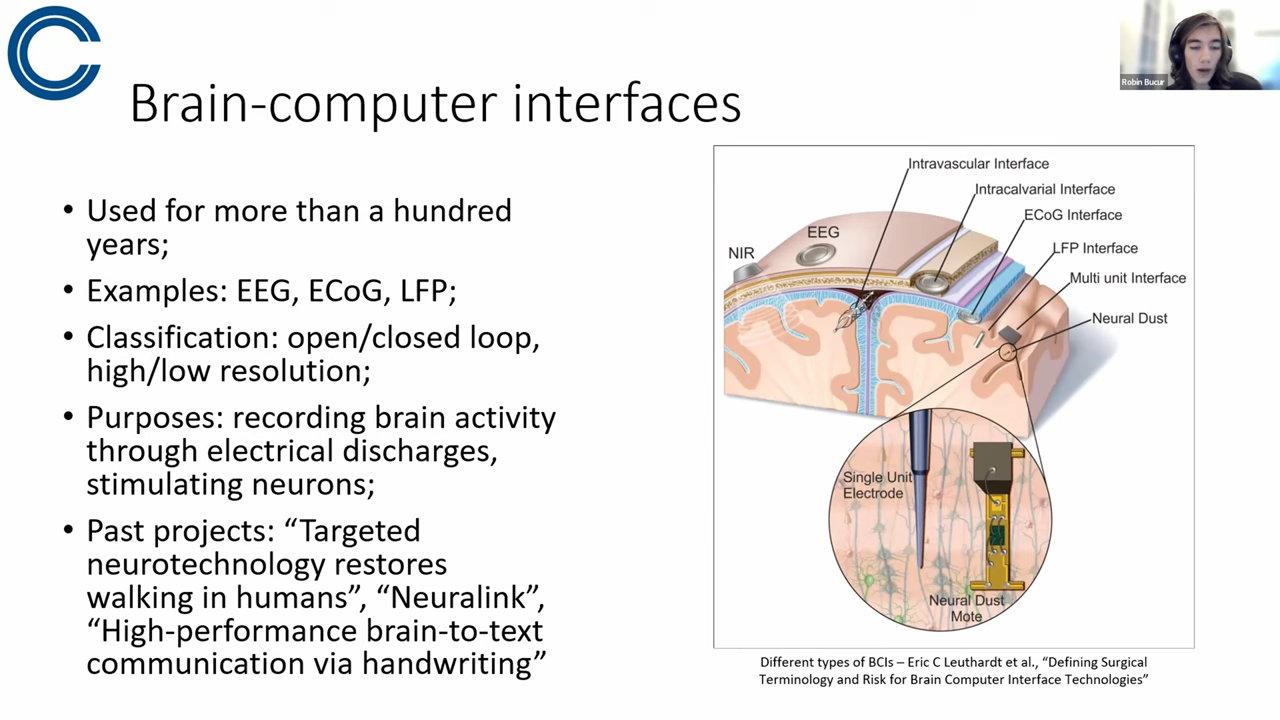 Robin Bucur
Brain-computer interfaces
• Used for more than a hundred
years;
• Examples: EEG, ECoG, LFP;
• Classification: open/closed loop,
high/low resolution;
• Purposes: recording brain activity
through electrical discharges,
stimulating neurons;
• Past projects: “Targeted
neurotechnology restores
walking in humans”, “Neuralink”,
“High-performance brain-to-text
communication via handwriting”
Intravascular Interface
Intracalvarial Interface
ECoG Interface
EEG
NIR
LFP Interface
Multi unit Interface
Neural Dust
Single Unit
Electrode
Neural Dust
Mote
Different types of BCIs – Eric C Leuthardt et al., “Defining Surgical
Terminology and Risk for Brain Computer Interface Technologies”